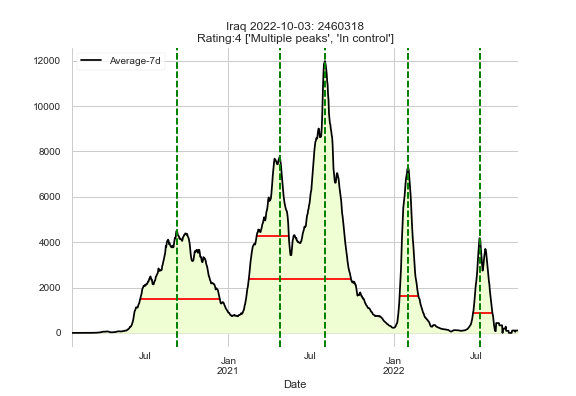 Iraq 2022-10-03: 2460318
Rating:4 ['Multiple peaks', 'In control']
Average-7d
12000
10000
8000
6000
4000
2000
0
Jul
Jan
2021
Jul
Jan
2022
Jul
Date